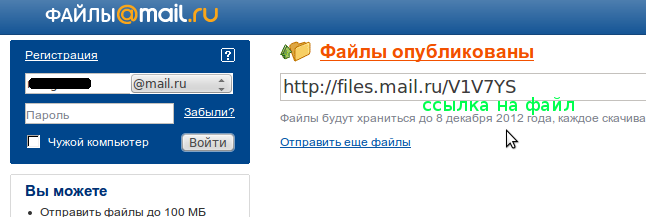 ФАЙЛЫ@mail.ru
Регистрация
?
@mail.ru
Пароль
Забыли?
Чужой компьютер
Войти
Вы можете
Отправить файлы до 100 МБ
Файлы опубликованы
http://files.mail.ru/V1V7YS
ссылка на файл
Файлы будут храниться до 8 декабря 2012 года, каждое скачива
Отправить еще файлы